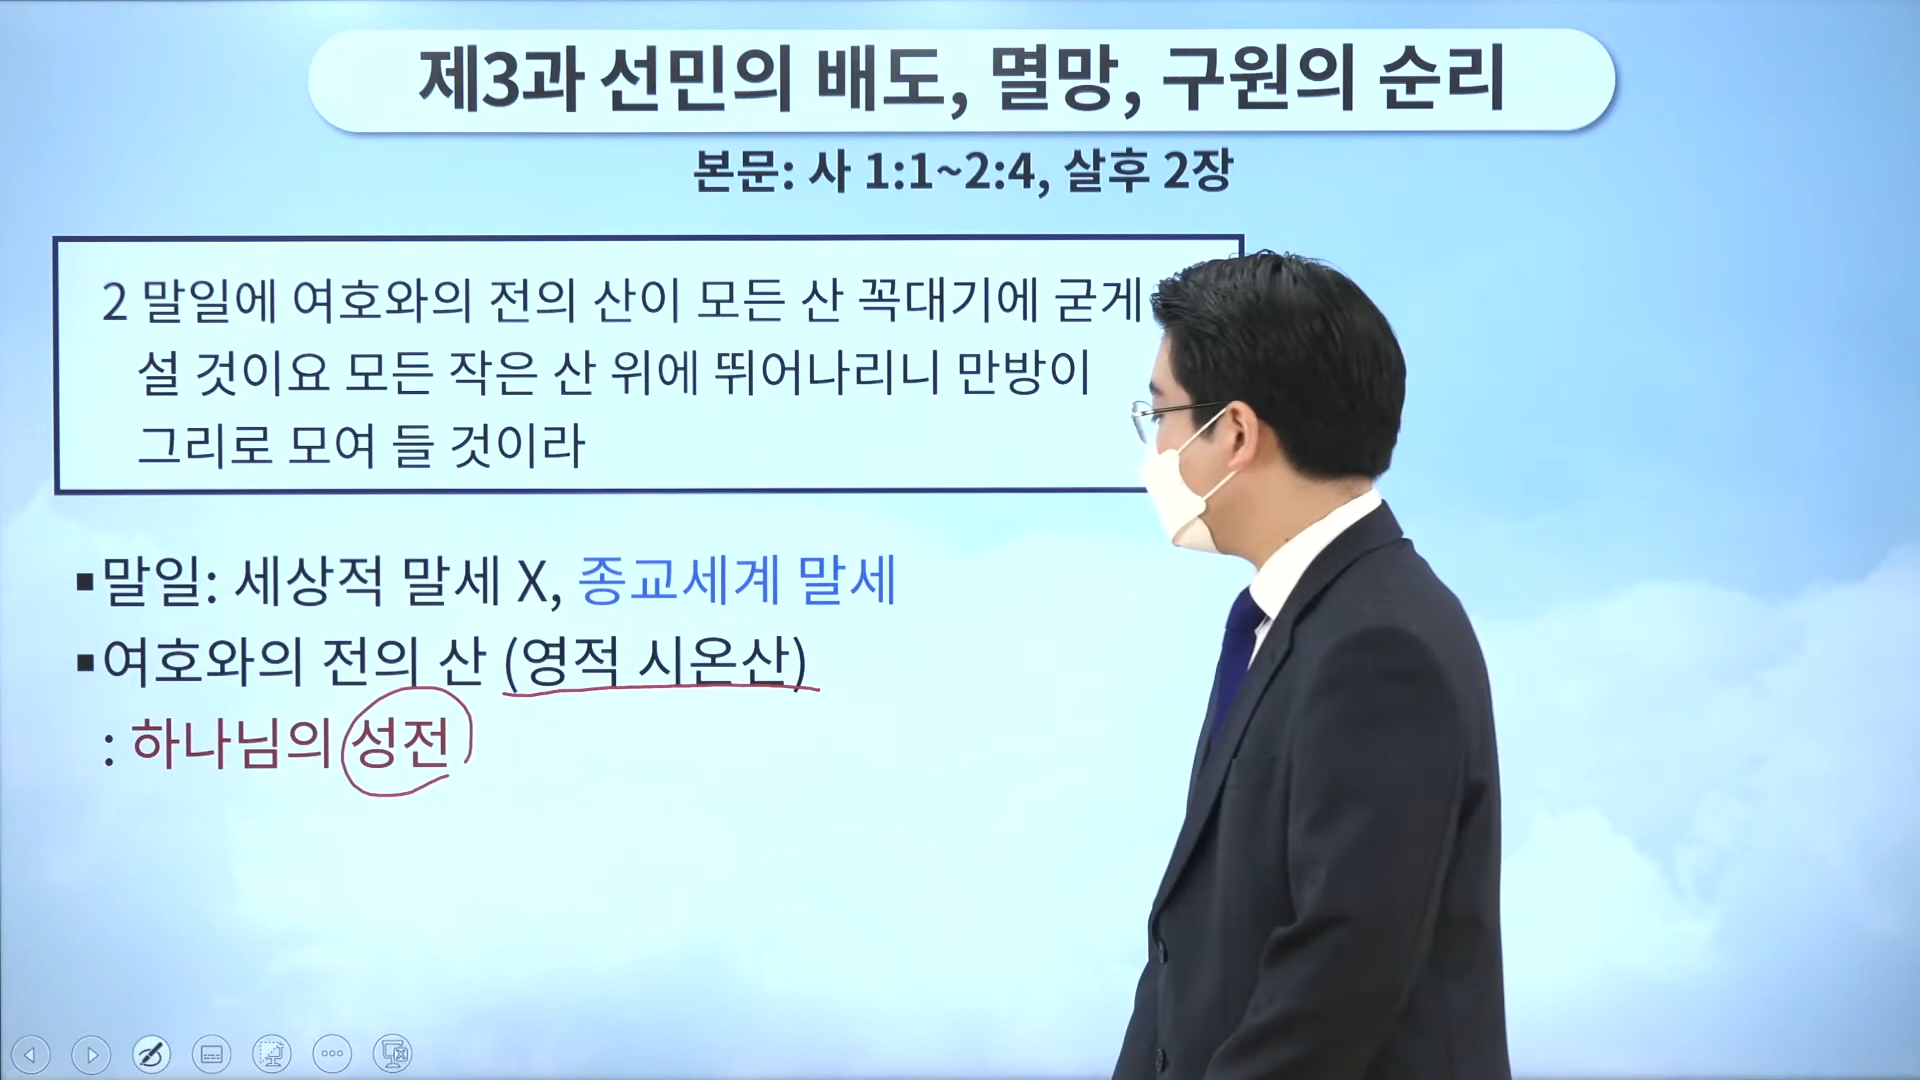 제3과 선민의 배도, 멸망, 구원의 순리
본문: 사 1:1~2:4, 살후 2장
2 말일에 여호와의 전의 산이 모든 산 꼭대기에 굳게
설 것이요 모든 작은 산 위에 뛰어나리니 만방이
그리로 모여 들 것이라
▪말일: 세상적 말세 X, 종교세계 말세
▪여호와의 전의 산 (영적 시온산)
: 하나님의 성전